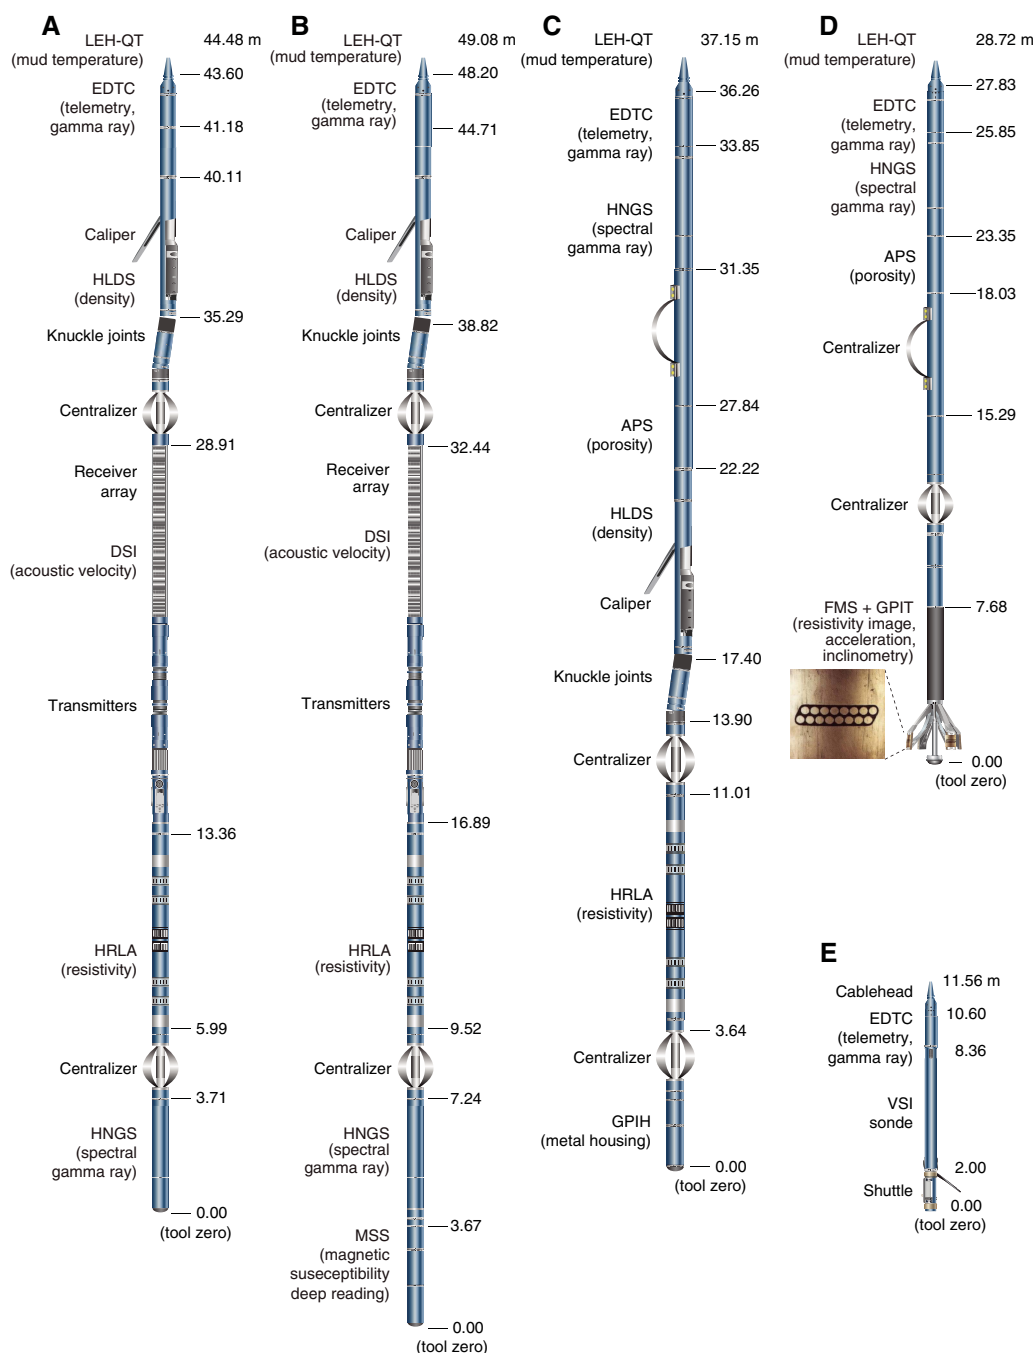 A
LEH-QT
(mud temperature)
44.48 m
43.60
EDTC
(telemetry,
gamma ray)
41.18
40.11
Caliper
HLDS
(density)
35.29
Knuckle joints
Centralizer
28.91
Receiver
array
DSI
(acoustic velocity)
Transmitters
13.36
HRLA
(resistivity)
5.99
Centralizer
3.71
HNGS
(spectral
gamma ray)
0.00
(tool zero)
B
LEH-QT
(mud temperature)
49.08 m
48.20
EDTC
(telemetry,
gamma ray)
44.71
Caliper
HLDS
(density)
38.82
Knuckle joints
Centralizer
32.44
Receiver
array
DSI
(acoustic velocity)
Transmitters
16.89
HRLA
(resistivity)
9.52
Centralizer
7.24
HNGS
(spectral
gamma ray)
3.67
MSS
(magnetic
suseceptibility
deep reading)
0.00
(tool zero)
C
LEH-QT
(mud temperature)
37.15 m
36.26
EDTC
(telemetry,
gamma ray)
33.85
HNGS
(spectral
gamma ray)
31.35
27.84
APS
(porosity)
22.22
HLDS
(density)
Caliper
17.40
Knuckle joints
13.90
Centralizer
11.01
HRLA
(resistivity)
3.64
Centralizer
GPIH
(metal housing)
0.00
(tool zero)
D
LEH-QT
(mud temperature)
28.72 m
27.83
EDTC
(telemetry,
gamma ray)
25.85
HNGS
(spectral
gamma ray)
23.35
APS
(porosity)
18.03
Centralizer
15.29
Centralizer
7.68
FMS + GPIT
(resistivity image,
acceleration,
inclinometry)
0.00
(tool zero)
E
Cablehead
11.56 m
10.60
EDTC
(telemetry,
gamma ray)
8.36
VSI
sonde
2.00
Shuttle
0.00
(tool zero)